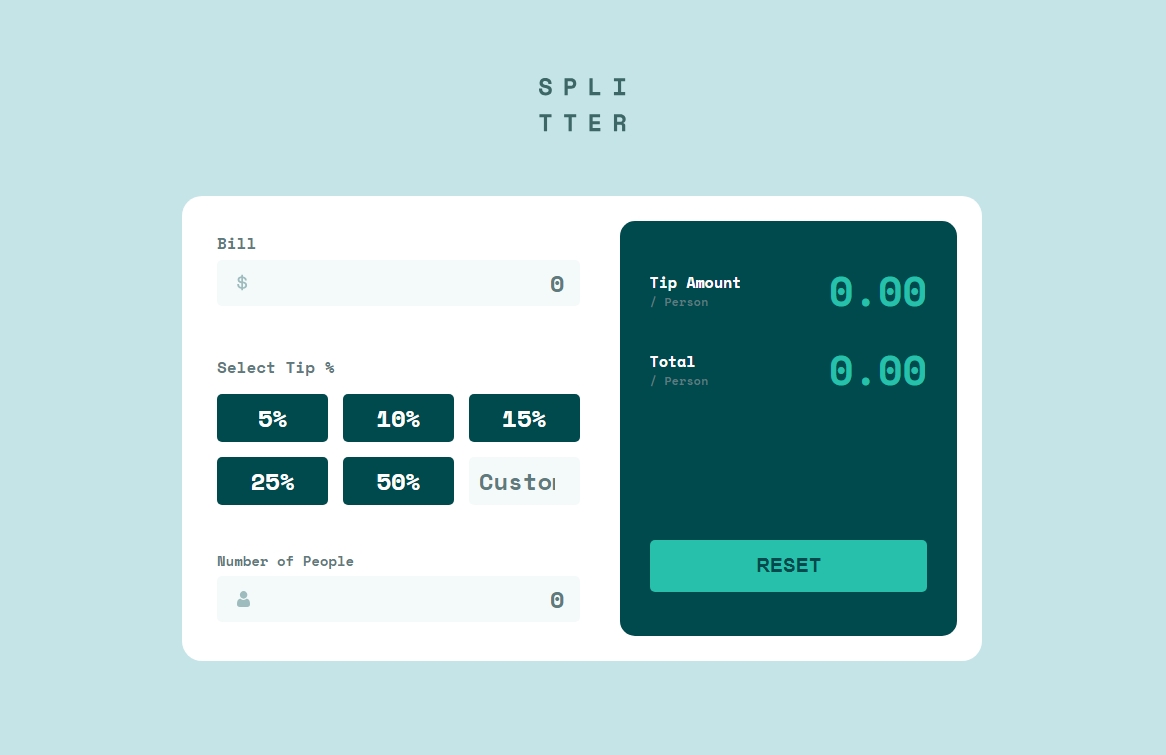 SPLI
TTER
Bill
$ 0
Select Tip %
5% 10% 15%
25% 50% Custo
Number of People
0
Tip Amount
/ Person
0.00
Total
/ Person
0.00
RESET